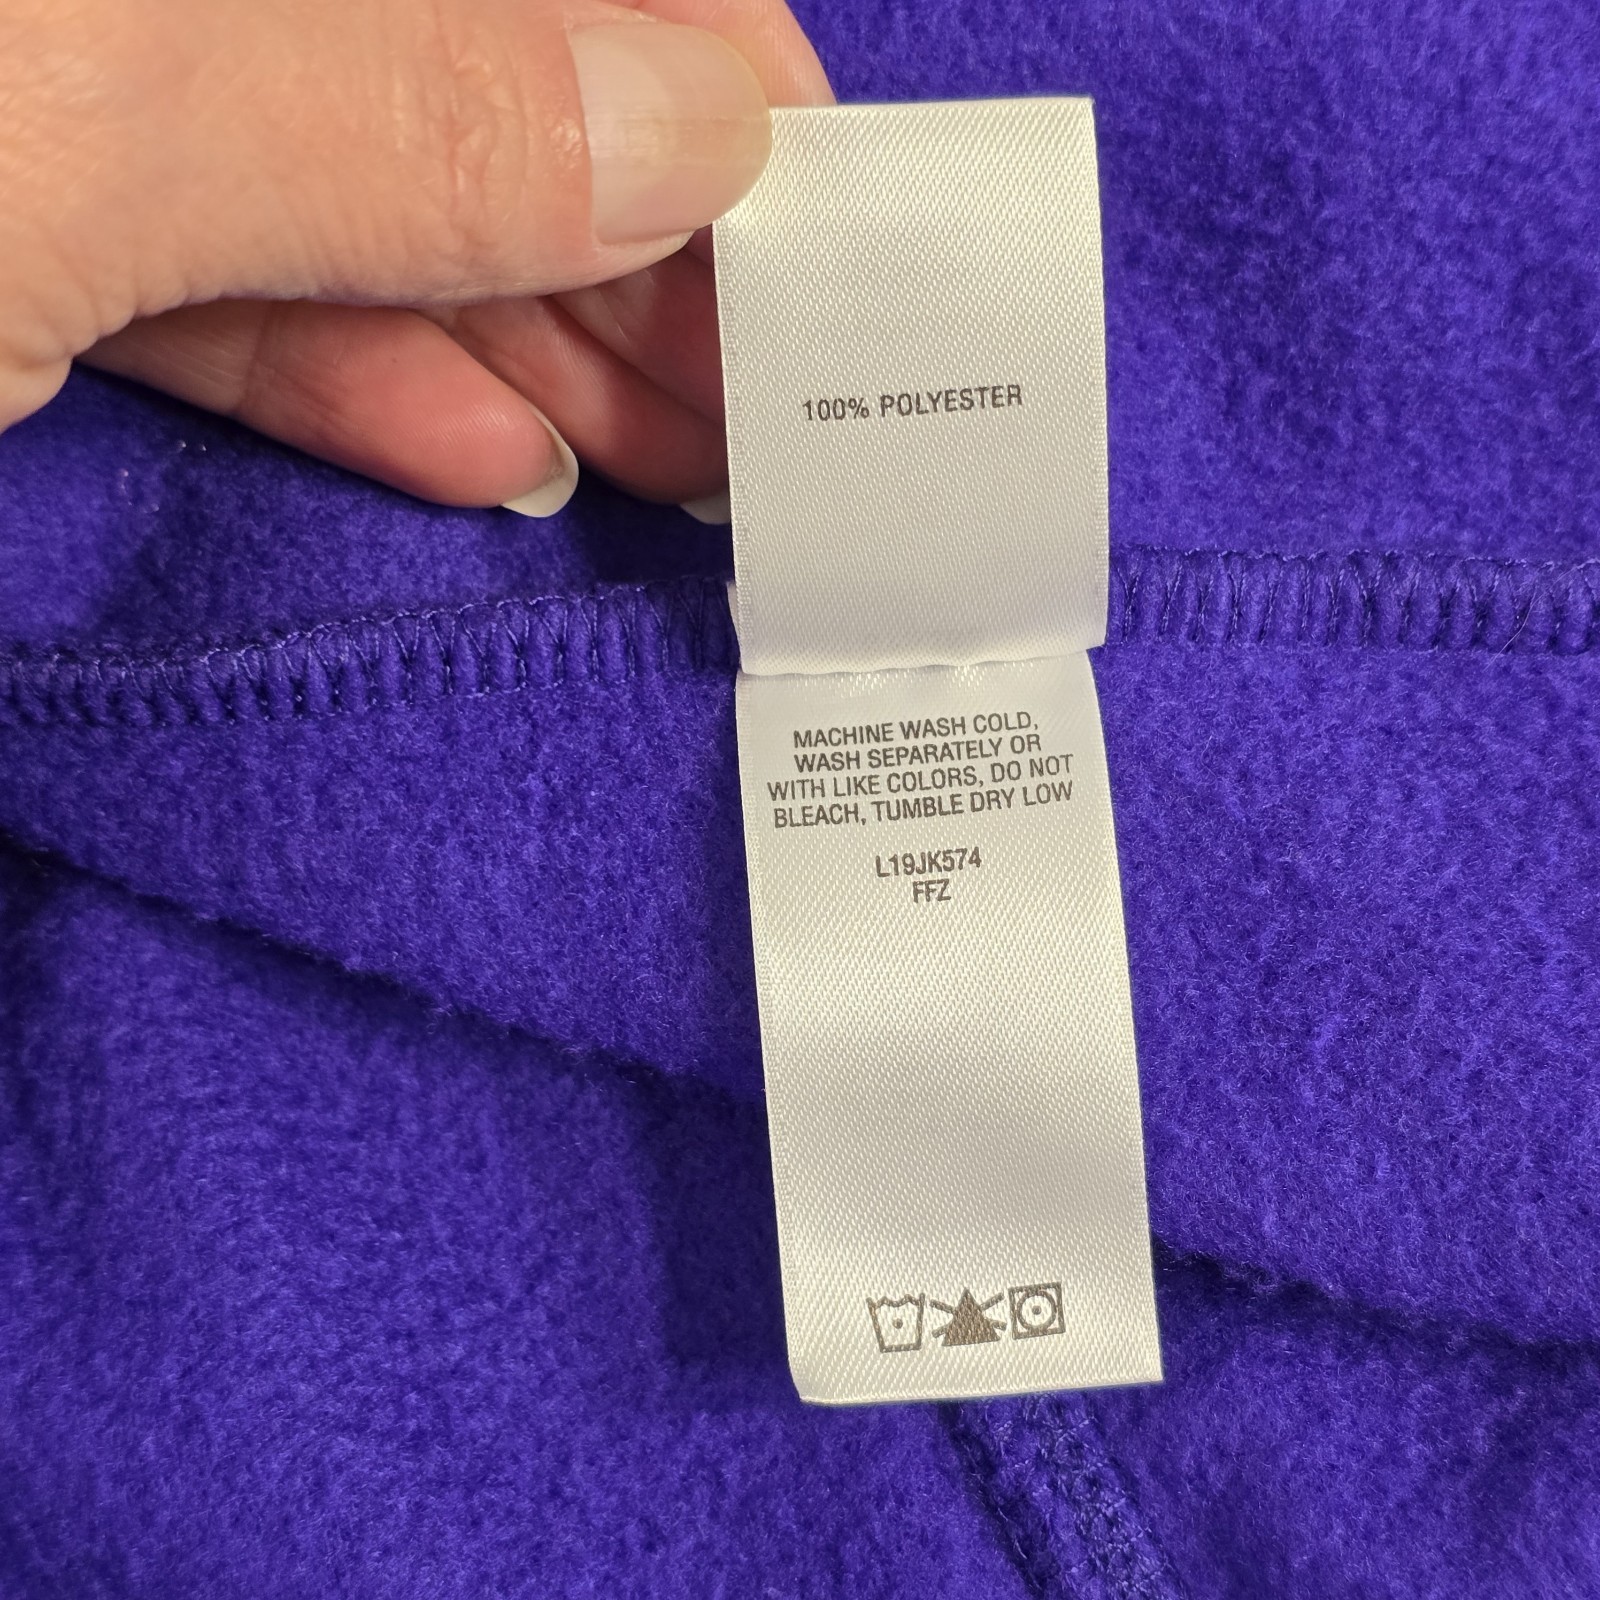 100% POLYESTER
MACHINE WASH COLD,
WASH SEPARATELY OR
WITH LIKE COLORS, DO NOT
BLEACH, TUMBLE DRY LOW
L19JK574
FFZ